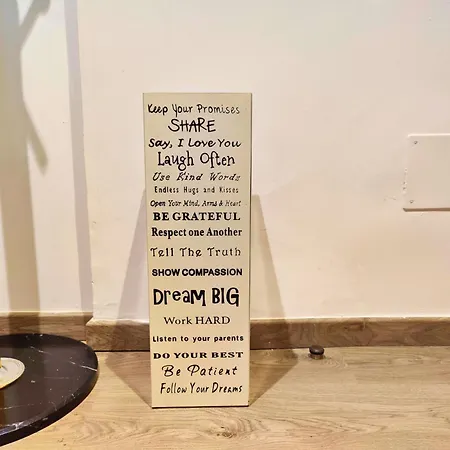 Keep Your Promises
SHARE
Say, I Love You
Laugh Often
Use Kind Words
Endless Hugs and Kisses
Open Your Mind, Arms & Heart
BE GRATEFUL
Respect one Another
Tell The Truth
SHOW COMPASSION
Dream BIG
Work HARD
Listen to your parents
DO YOUR BEST
Be Patient
Follow Your Dreams